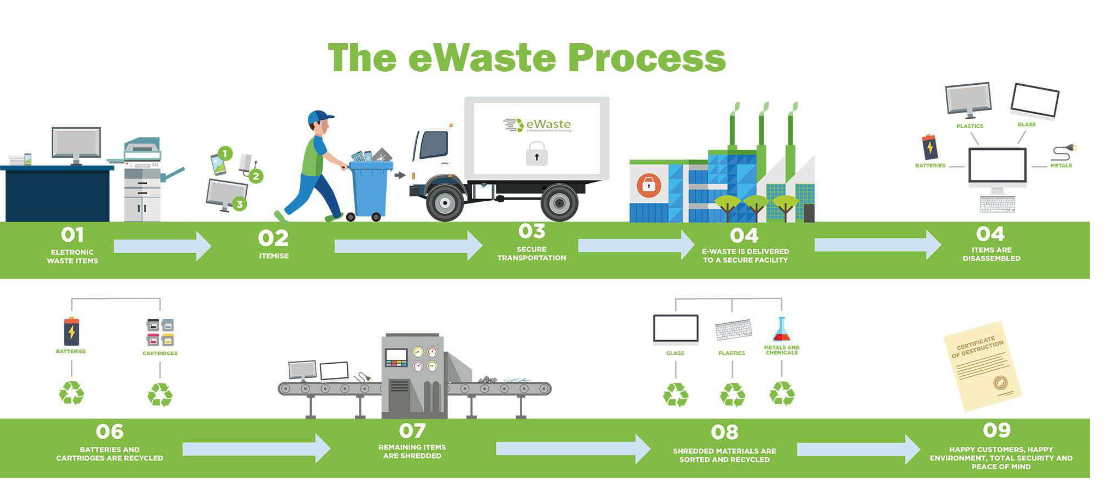 The eWaste Process
eWaste
1
2
3
PLASTICS
GLASS
BATTERIES
METALS
01
ELETRONIC
WASTE ITEMS
02
ITEMISE
03
SECURE
TRANSPORTATION
04
E-WASTE IS DELIVERED
TO A SECURE FACILITY
04
ITEMS ARE
DISASSEMBLED
BATTERIES
CARTRIDGES
GLASS
PLASTICS
METALS AND
CHEMICALS
CERTIFICATE
OF DESTRUCTION
06
BATTERIES AND
CARTRIDGES ARE RECYCLED
07
REMAINING ITEMS
ARE SHREDDED
08
SHREDDED MATERIALS ARE
SORTED AND RECYCLED
09
HAPPY CUSTOMERS, HAPPY
ENVIRONMENT, TOTAL SECURITY AND
PEACE OF MIND